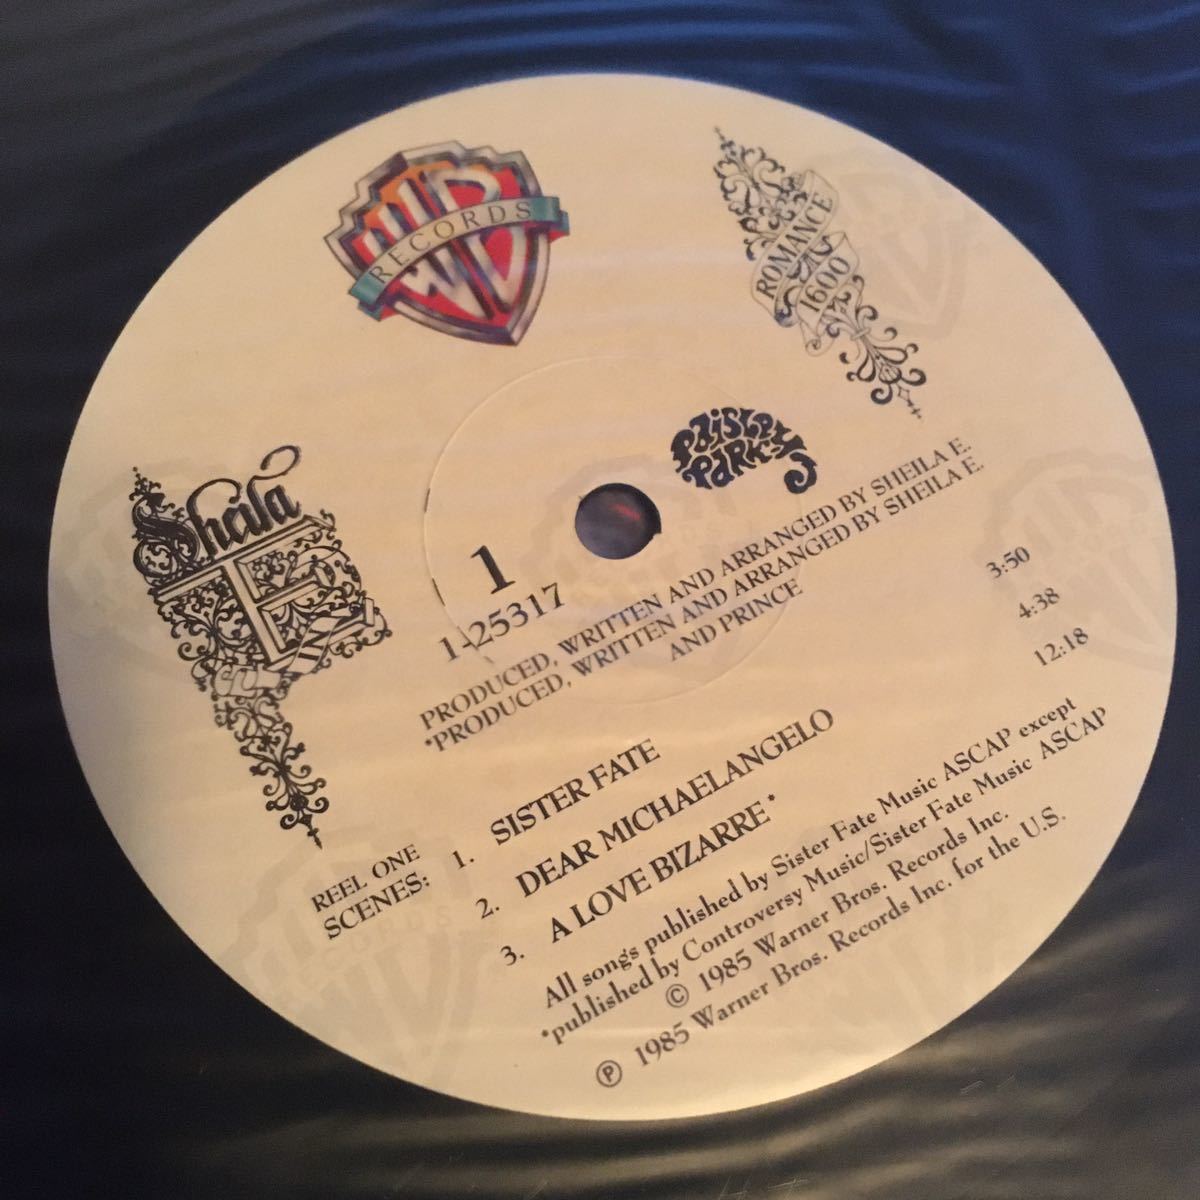 WB
RECORDS
ROMANCE
1600
Sheila
E
IN
PAISLEY
PARK
1
1-25317
PRODUCED, WRITTEN AND ARRANGED BY SHEILA E.
*PRODUCED, WRITTEN AND ARRANGED BY SHEILA E.
AND PRINCE
REEL ONE
SCENES:
1. SISTER FATE 3:50
2. DEAR MICHAELANGELO 4:38
3. A LOVE BIZARRE* 12:18
All songs published by Sister Fate Music ASCAP except
*published by Controversy Music/Sister Fate Music ASCAP
© 1985 Warner Bros. Records Inc.
℗ 1985 Warner Bros. Records Inc. for the U.S.